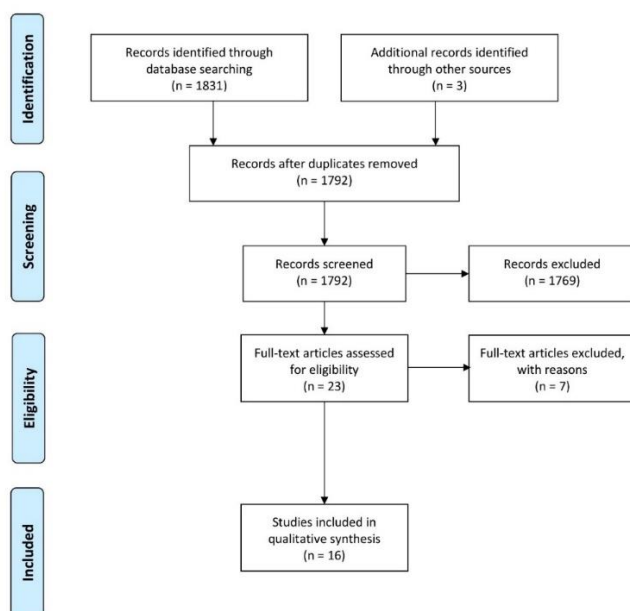 Identification
Records identified through
database searching
(n = 1831)
Additional records identified
through other sources
(n = 3)
Records after duplicates removed
(n = 1792)
Screening
Records screened
(n = 1792)
Records excluded
(n = 1769)
Eligibility
Full-text articles assessed
for eligibility
(n = 23)
Full-text articles excluded,
with reasons
(n = 7)
Included
Studies included in
qualitative synthesis
(n = 16)